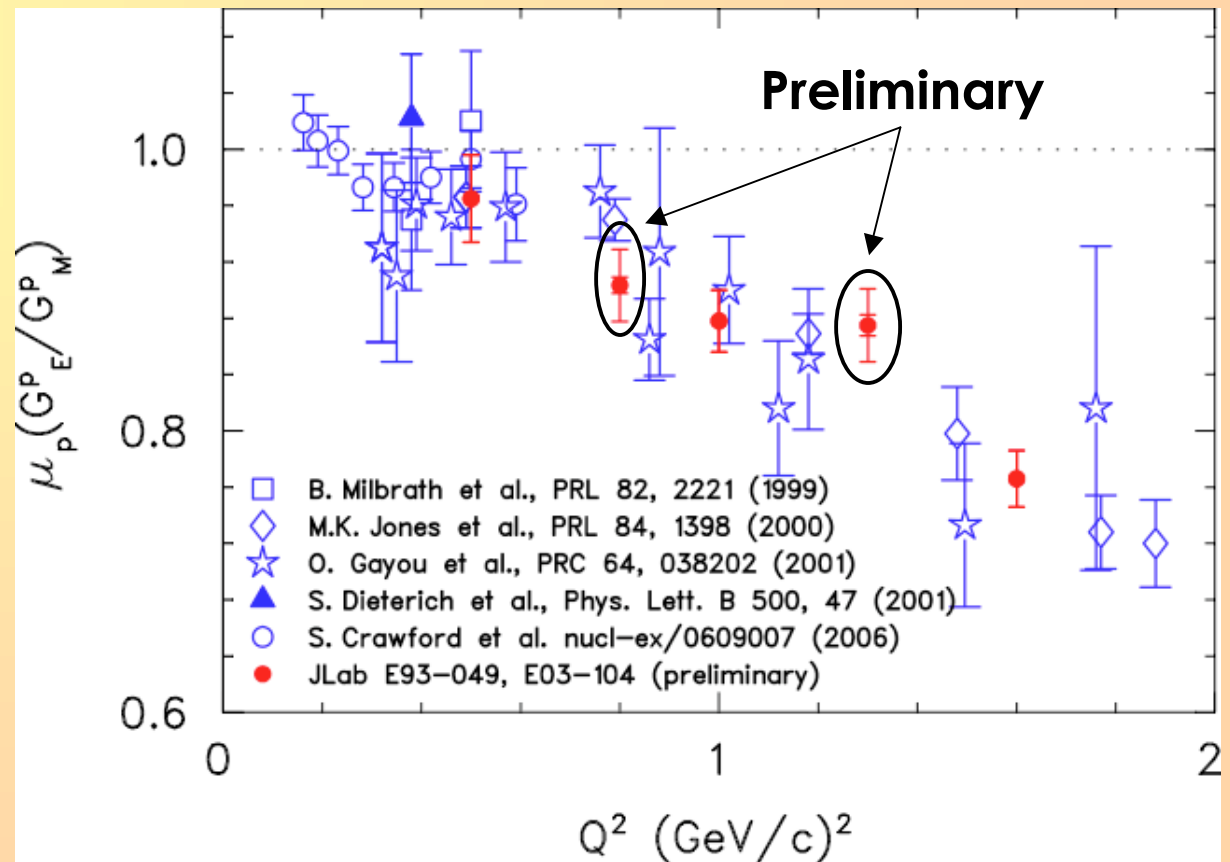 Preliminary
1.0
0.8
0.6
μp(GPE/GPM)
B. Milbrath et al., PRL 82, 2221 (1999)
M.K. Jones et al., PRL 84, 1398 (2000)
O. Gayou et al., PRC 64, 038202 (2001)
S. Dieterich et al., Phys. Lett. B 500, 47 (2001)
S. Crawford et al. nucl-ex/0609007 (2006)
JLab E93-049, E03-104 (preliminary)
0 1 2
Q² (GeV/c)²